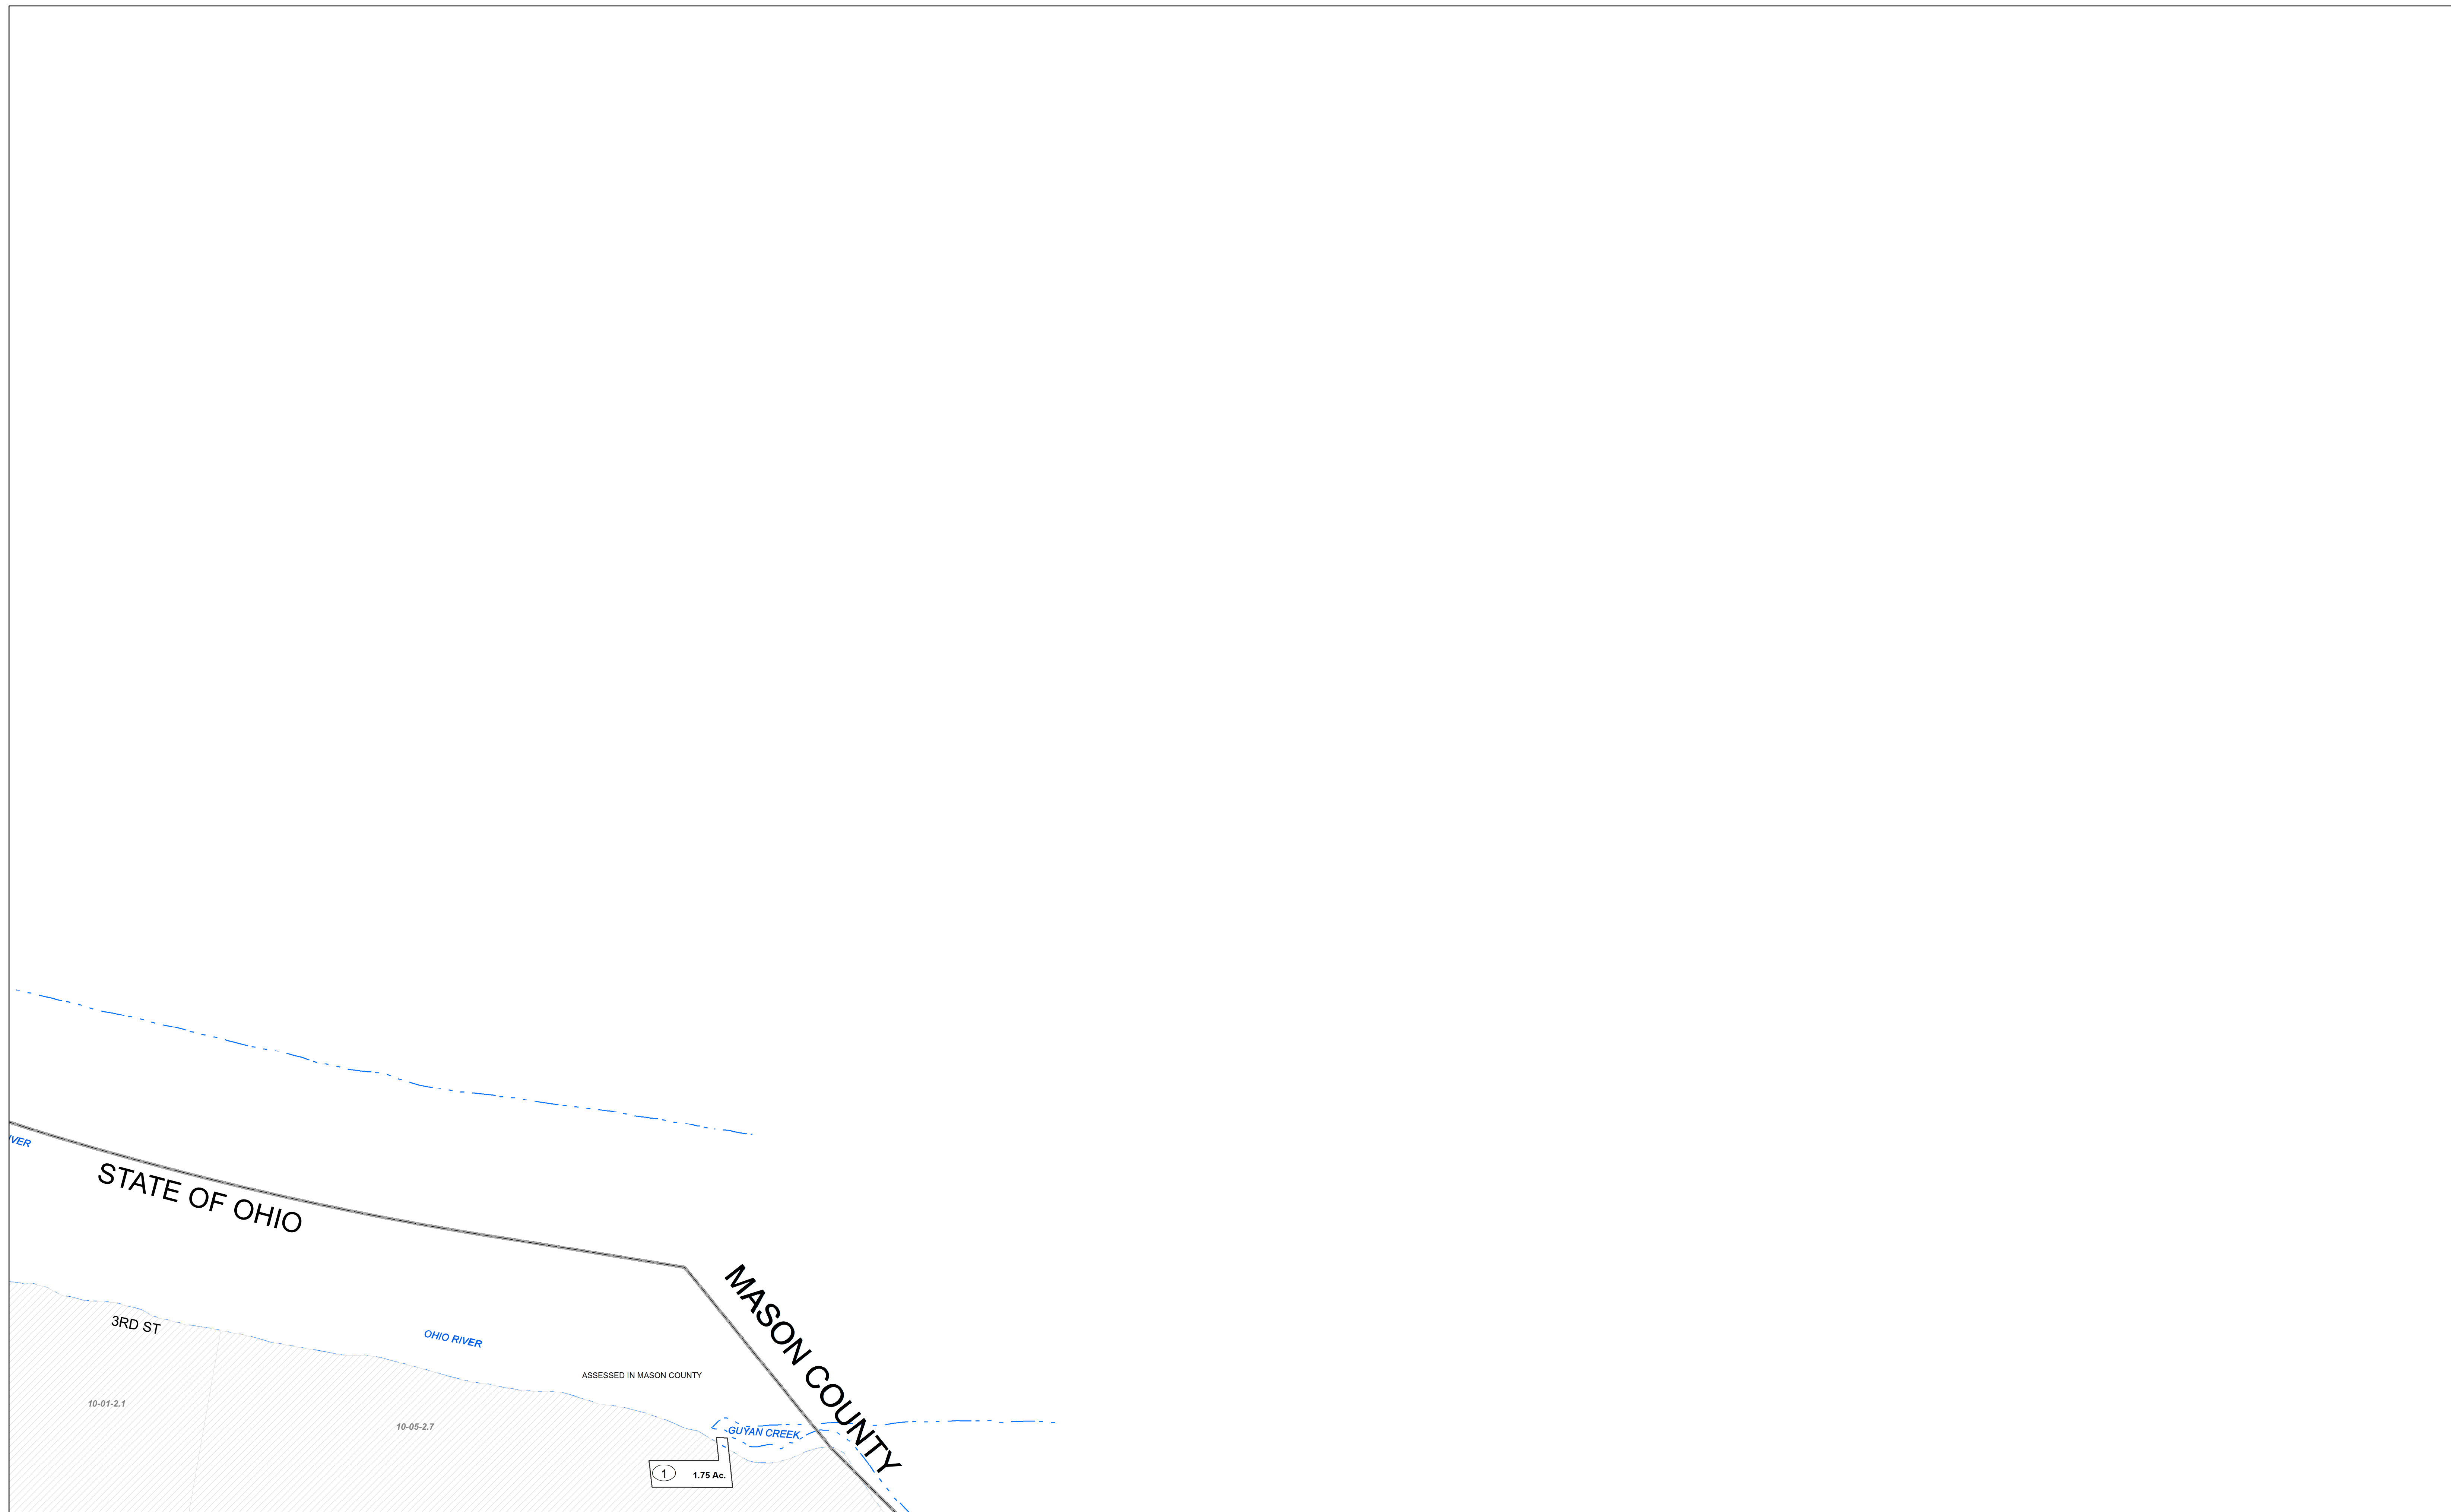 IVER
STATE OF OHIO
MASON COUNTY
3RD ST
OHIO RIVER
ASSESSED IN MASON COUNTY
10-01-2.1
10-05-2.7
GUYAN CREEK
1
1.75 Ac.